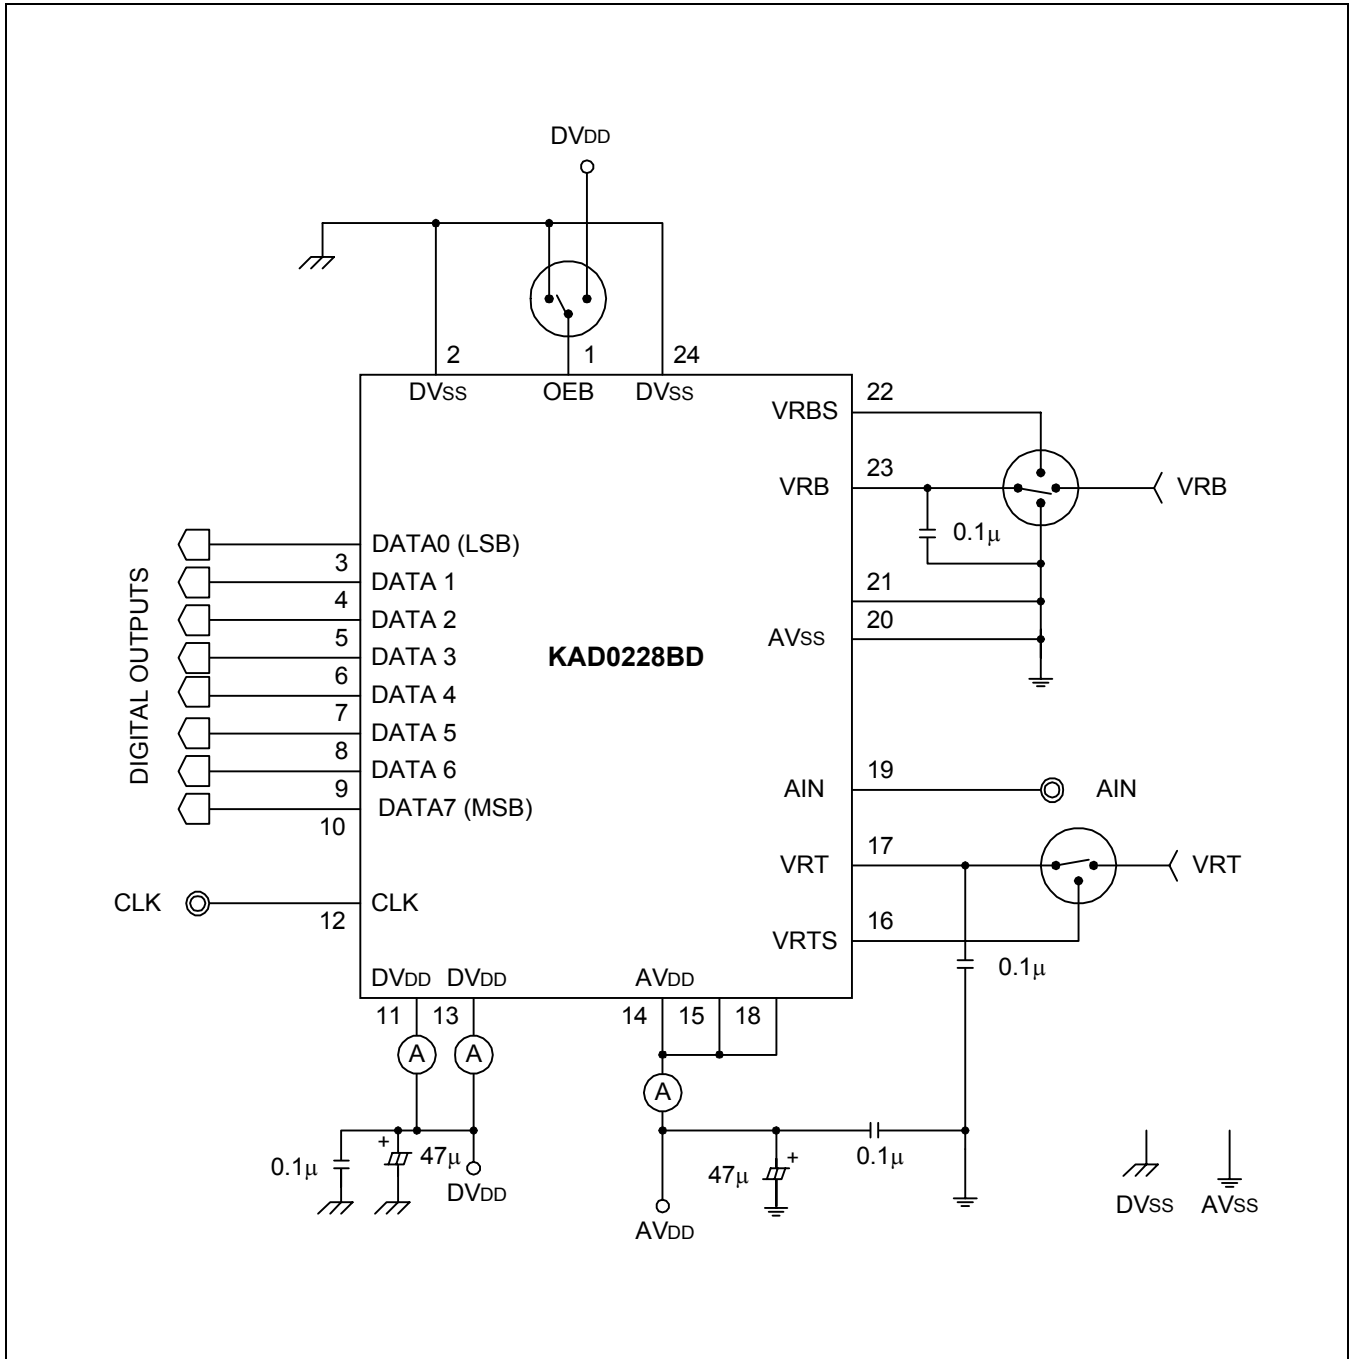 DVDD
2
1
24
DVSS
OEB
DVSS
VRBS
22
VRB
23
VRB
0.1µ
21
20
AVSS
KAD0228BD
DIGITAL OUTPUTS
DATA0 (LSB)
3
DATA 1
4
DATA 2
5
DATA 3
6
DATA 4
7
DATA 5
8
DATA 6
9
DATA7 (MSB)
10
AIN
19
AIN
VRT
17
VRT
CLK
CLK
12
VRTS
16
0.1µ
DVDD
DVDD
AVDD
11
13
14
15
18
A
A
A
+
0.1µ
47µ
DVDD
47µ
+
0.1µ
AVDD
DVSS
AVSS